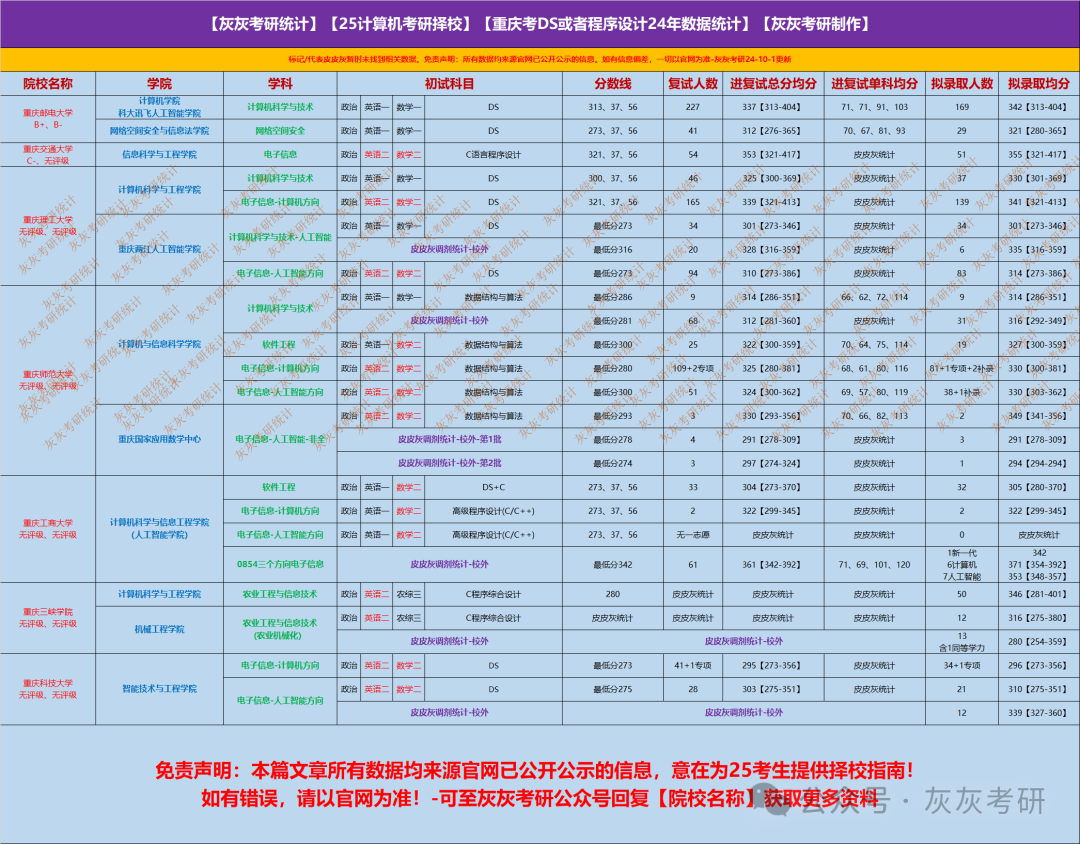 【灰灰考研统计】【25计算机考研择校】【重庆考DS或者程序设计24年数据统计】【灰灰考研制作】
标记/代表皮皮灰暂时未找到相关数据，免责声明：所有数据均来源官网已公开公示的信息，如有信息偏差，一切以官网为准-灰灰考研24-10-1更新
院校名称 学院 学科 初试科目 分数线 复试人数 进复试总分均分 进复试单科均分 拟录取人数 拟录取均分
重庆邮电大学
B+、B-
计算机学院
科大讯飞人工智能学院
计算机科学与技术 政治 英语一 数学一 DS 313、37、56 227 337【313-404】 71、71、91、103 169 342【313-404】
网络空间安全与信息法学院 网络空间安全 政治 英语一 数学一 DS 273、37、56 41 312【276-365】 70、67、81、93 29 321【280-365】
重庆交通大学
C-、无评级
信息科学与工程学院 电子信息 政治 英语二 数学二 C语言程序设计 321、37、56 54 353【321-417】 皮皮灰统计 51 355【321-417】
重庆理工大学
无评级、无评级
计算机科学与工程学院
计算机科学与技术 政治 英语一 数学一 DS 300、37、56 46 325【300-369】 皮皮灰统计 37 330【301-369】
电子信息-计算机方向 政治 英语二 数学二 DS 321、37、56 165 339【321-413】 皮皮灰统计 139 341【321-413】
重庆两江人工智能学院
计算机科学与技术-人工智能 政治 英语一 数学一 DS 最低分273 34 301【273-346】 皮皮灰统计 34 301【273-346】
皮皮灰调剂统计-校外 最低分316 20 328【316-359】 皮皮灰统计 6 335【316-359】
电子信息-人工智能方向 政治 英语二 数学二 DS 最低分273 94 310【273-386】 皮皮灰统计 83 314【273-386】
重庆师范大学
无评级、无评级
计算机与信息科学学院
计算机科学与技术 政治 英语一 数学一 数据结构与算法 最低分286 9 314【286-351】 66、62、72、114 9 314【286-351】
皮皮灰调剂统计-校外 最低分281 68 312【281-360】 皮皮灰统计 31 316【292-349】
软件工程 政治 英语一 数学二 数据结构与算法 最低分300 25 322【300-359】 70、64、75、114 19 327【300-359】
电子信息-计算机方向 政治 英语二 数学二 数据结构与算法 最低分280 109+2专项 325【280-381】 68、61、80、116 81+1专项+2补录 330【300-381】
电子信息-人工智能方向 政治 英语二 数学二 数据结构与算法 最低分300 51 324【300-362】 69、57、80、119 38+1补录 330【303-362】
重庆国家应用数学中心
电子信息-人工智能-非全 政治 英语二 数学二 数据结构与算法 最低分293 3 330【293-356】 70、66、82、113 2 349【341-356】
皮皮灰调剂统计-校外-第1批 最低分278 4 291【278-309】 皮皮灰统计 3 291【278-309】
皮皮灰调剂统计-校外-第2批 最低分274 3 297【274-324】 皮皮灰统计 1 294【294-294】
重庆工商大学
无评级、无评级
计算机科学与信息工程学院
(人工智能学院)
软件工程 政治 英语一 数学二 DS+C 273、37、56 33 304【273-370】 皮皮灰统计 32 305【280-370】
电子信息-计算机方向 政治 英语一 数学二 高级程序设计(C/C++) 273、37、56 2 322【299-345】 皮皮灰统计 2 322【299-345】
电子信息-人工智能方向 政治 英语一 数学二 高级程序设计(C/C++) 273、37、56 无一志愿 皮皮灰统计 皮皮灰统计 0 皮皮灰统计
0854三个方向电子信息 皮皮灰调剂统计-校外 最低分342 61 361【342-392】 71、69、101、120
1新一代 342
6计算机 371【354-392】
7人工智能 353【348-357】
重庆三峡学院
无评级、无评级
计算机科学与工程学院 农业工程与信息技术 政治 英语二 农综三 C程序综合设计 280 皮皮灰统计 皮皮灰统计 皮皮灰统计 50 346【281-401】
机械工程学院
农业工程与信息技术
(农业机械化)
政治 英语二 农综三 C程序综合设计 皮皮灰统计 皮皮灰统计 皮皮灰统计 皮皮灰统计 12 316【275-380】
皮皮灰调剂统计-校外 皮皮灰调剂统计-校外 13
含1同等学力 280【254-359】
重庆科技大学
无评级、无评级
智能技术与工程学院
电子信息-计算机方向 政治 英语二 数学二 DS 最低分273 41+1专项 295【273-356】 皮皮灰统计 34+1专项 296【273-356】
电子信息-人工智能方向 政治 英语二 数学二 DS 最低分275 28 303【275-351】 皮皮灰统计 21 310【275-351】
皮皮灰调剂统计-校外 皮皮灰调剂统计-校外 12 339【327-360】
免责声明：本篇文章所有数据均来源官网已公开公示的信息，意在为25考生提供择校指南！
如有错误，请以官网为准！-可至灰灰考研公众号回复【院校名称】获取更多资料
公众号 · 灰灰考研